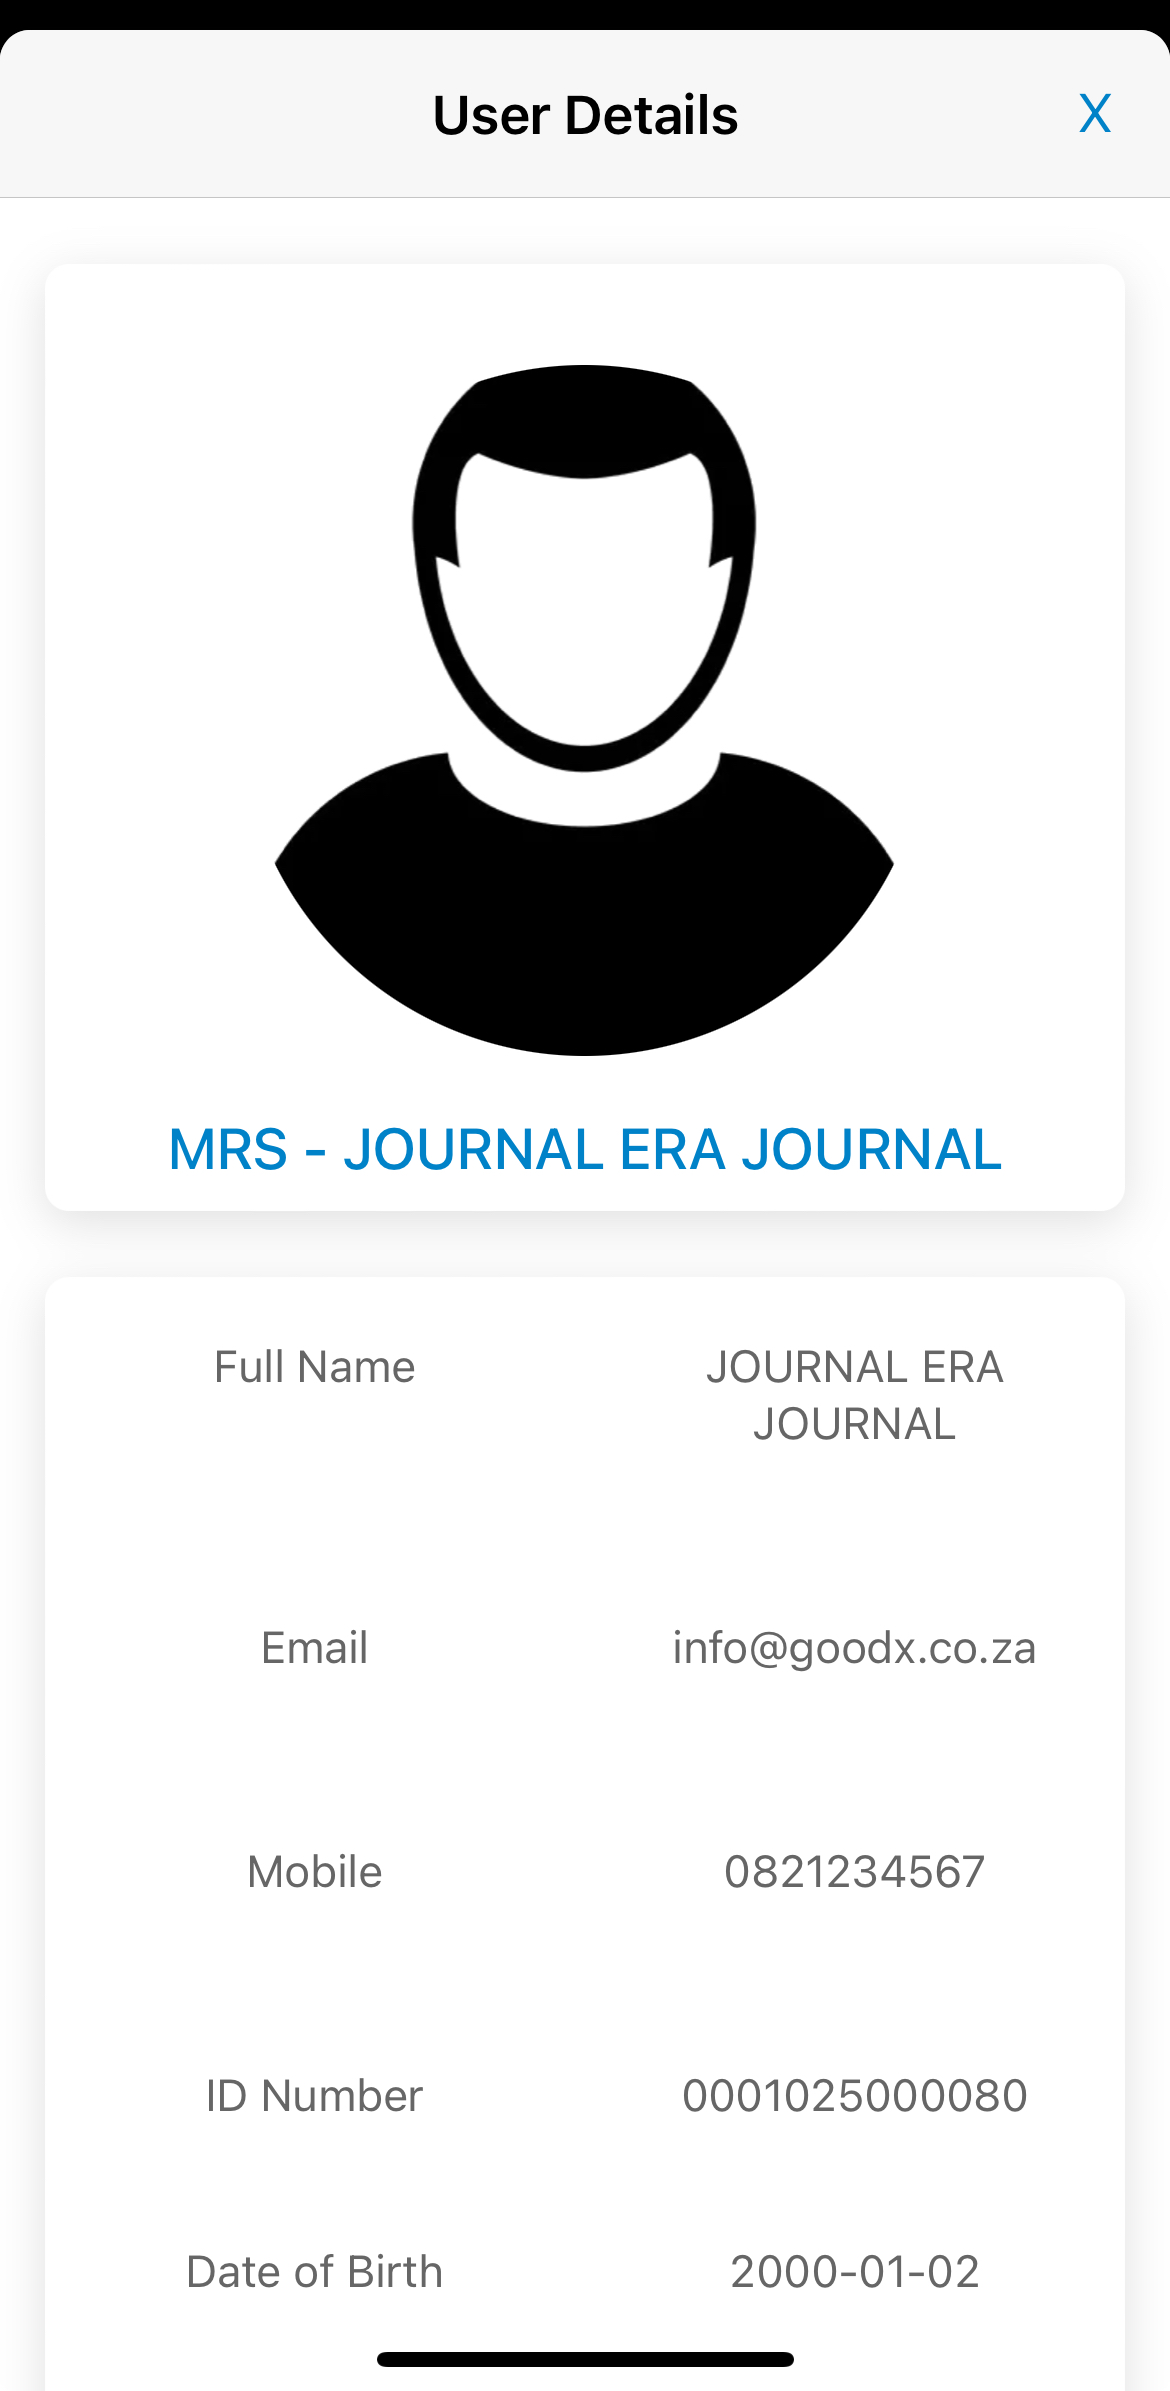 User Details
X
MRS - JOURNAL ERA JOURNAL
Full Name
JOURNAL ERA
JOURNAL
Email
info@goodx.co.za
Mobile
0821234567
ID Number
0001025000080
Date of Birth
2000-01-02